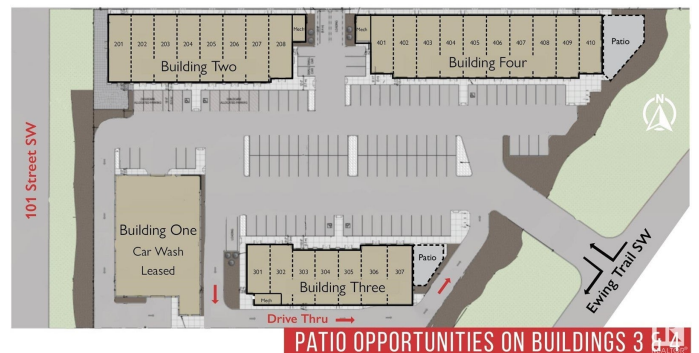 201 202 203 204 205 206 207 208
Mech
Building Two
Mech
401 402 403 404 405 406 407 408 409 410
Building Four
Patio
N
101 Street SW
Building One
Car Wash
Leased
301 302 303 304 305 306 307
Building Three
Mech
Patio
Drive Thru
Ewing Trail SW
PATIO OPPORTUNITIES ON BUILDINGS 3 & 4